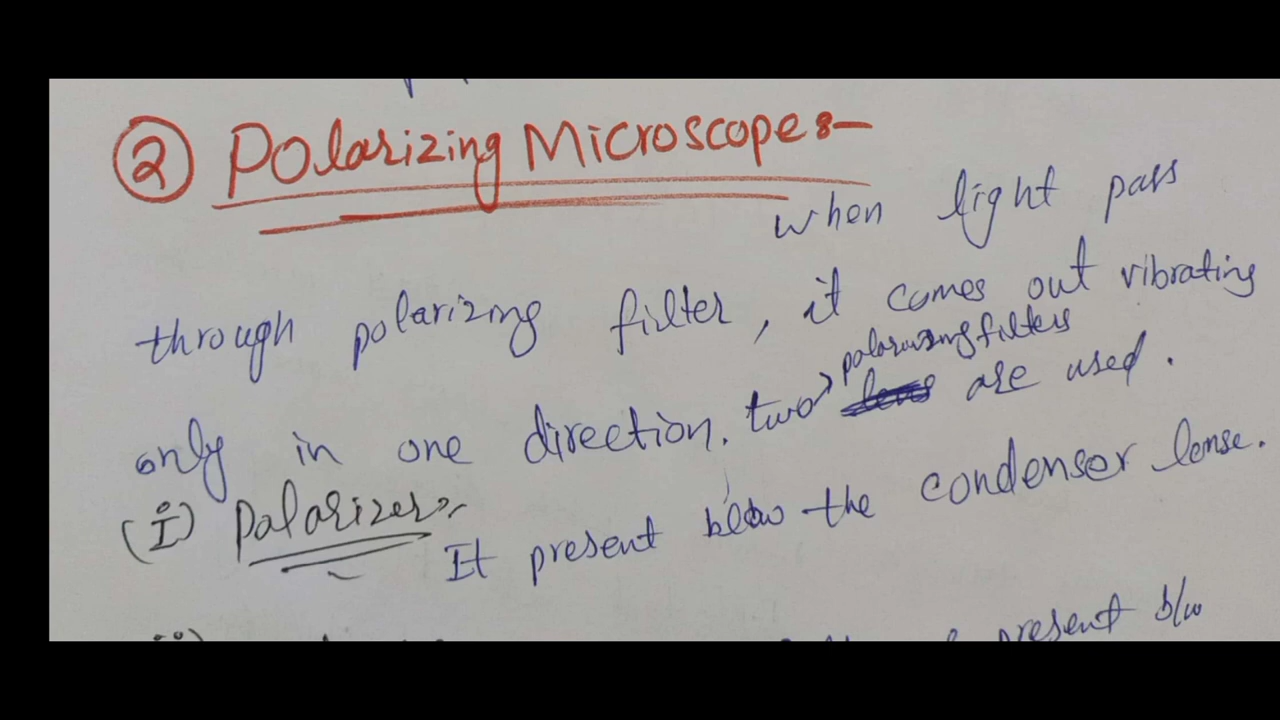 ② Polarizing Microscope:-
when light pass
through polarizing filter, it comes out vibrating
polarizing filters
only in one direction. two are used.
(i) Polarizer:-
It present below the condenser lense.
present b/w